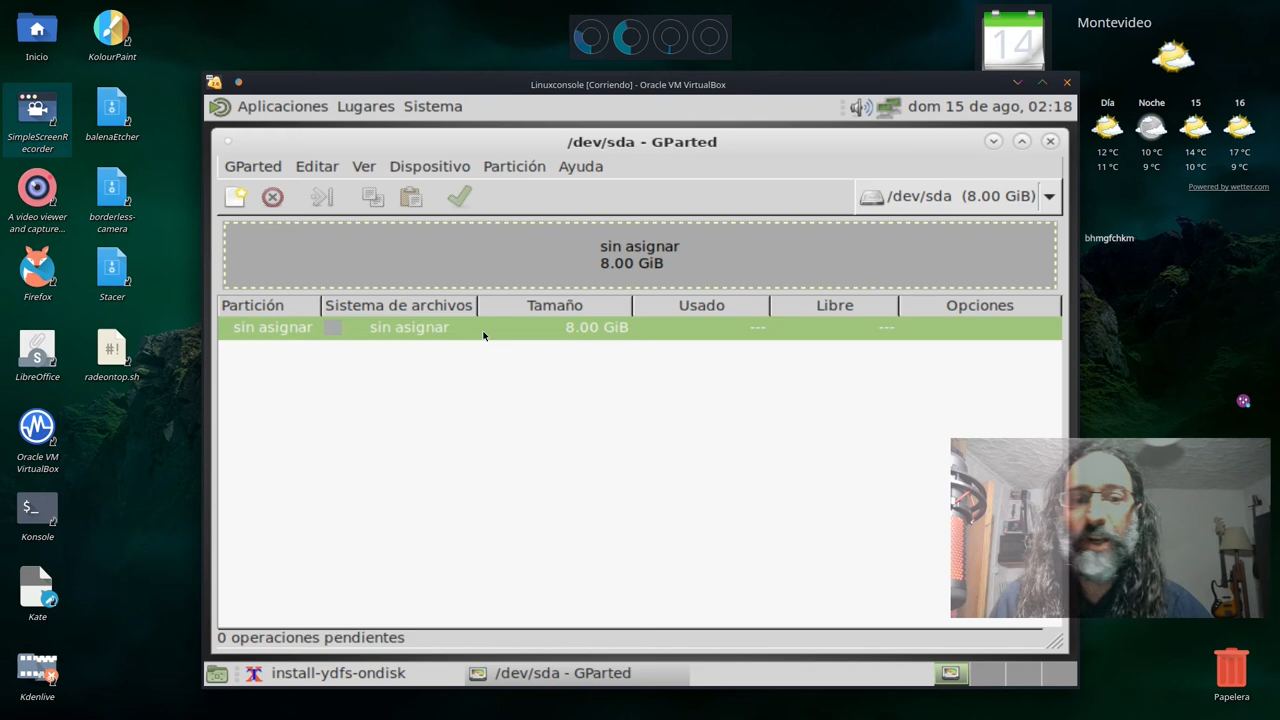 Inicio
KolourPaint
SimpleScreenR
ecorder
balenaEtcher
A video viewer
and capture...
borderless-
camera
Firefox
Stacer
LibreOffice
#!
radeontop.sh
Oracle VM
VirtualBox
$_
Konsole
Kate
Kdenlive
14
Montevideo
Día
Noche
15
16
12 °C
10 °C
14 °C
17 °C
11 °C
9 °C
10 °C
9 °C
Powered by wetter.com
bhmgfchkm
Papelera
Linuxconsole [Corriendo] - Oracle VM VirtualBox
Aplicaciones Lugares Sistema
dom 15 de ago, 02:18
/dev/sda - GParted
GParted Editar Ver Dispositivo Partición Ayuda
/dev/sda (8.00 GiB)
sin asignar
8.00 GiB
Partición Sistema de archivos Tamaño Usado Libre Opciones
sin asignar sin asignar 8.00 GiB --- ---
0 operaciones pendientes
install-ydfs-ondisk
/dev/sda - GParted